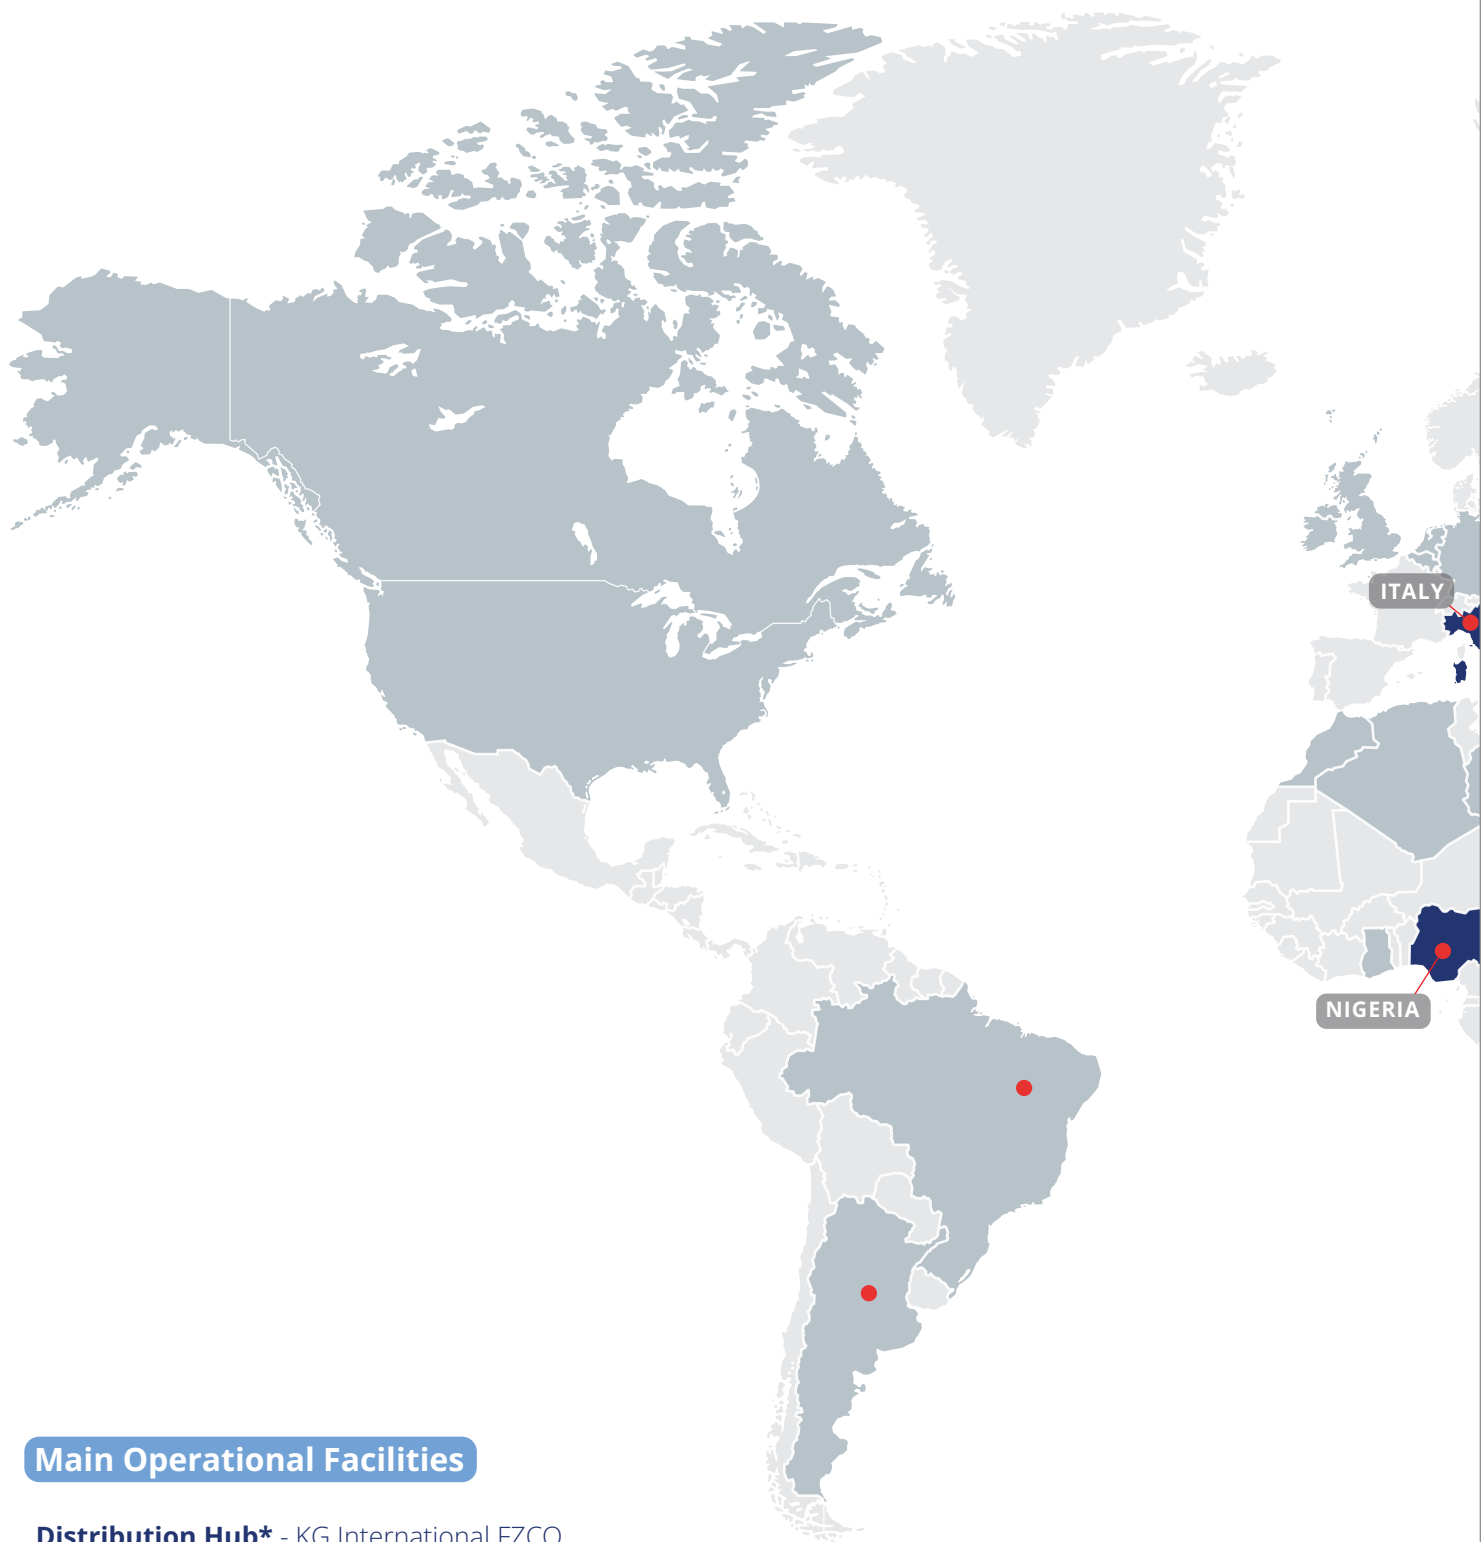 ITALY
NIGERIA
Main Operational Facilities
Distribution Hub* - KG International FZCO